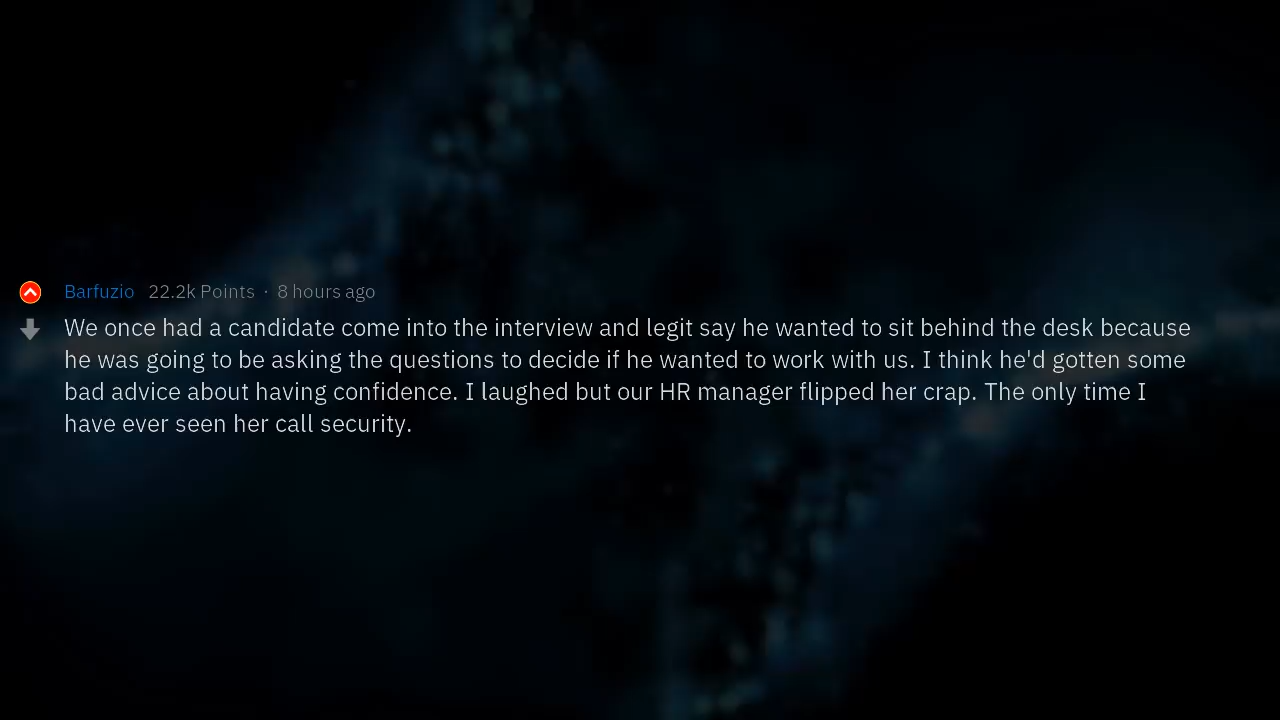 Barfuzio 22.2k Points · 8 hours ago
We once had a candidate come into the interview and legit say he wanted to sit behind the desk because
he was going to be asking the questions to decide if he wanted to work with us. I think he'd gotten some
bad advice about having confidence. I laughed but our HR manager flipped her crap. The only time I
have ever seen her call security.